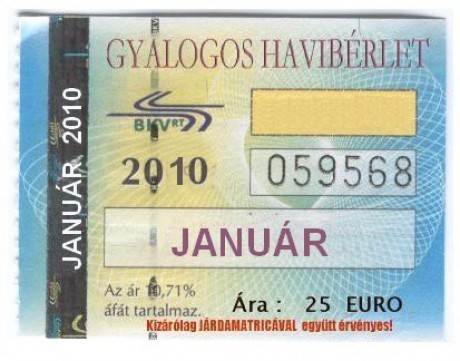 JANUÁR 2010
GYALOGOS HAVIBÉRLET
BKV RT
2010 059568
JANUÁR
Az ár 10,71%
áfát tartalmaz.
Ára : 25 EURO
Kizárólag JÁRDAMATRICÁVAL együtt érvényes!